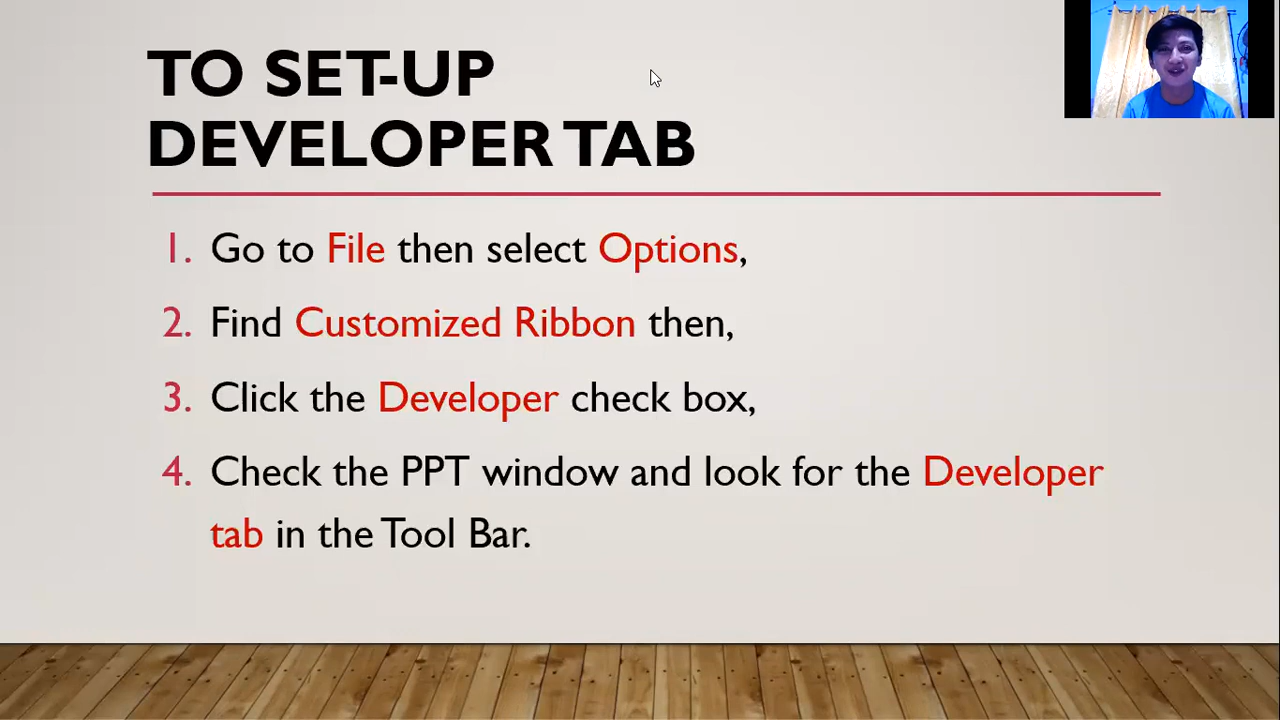 TO SET-UP
DEVELOPER TAB
1. Go to File then select Options,
2. Find Customized Ribbon then,
3. Click the Developer check box,
4. Check the PPT window and look for the Developer
tab in the Tool Bar.